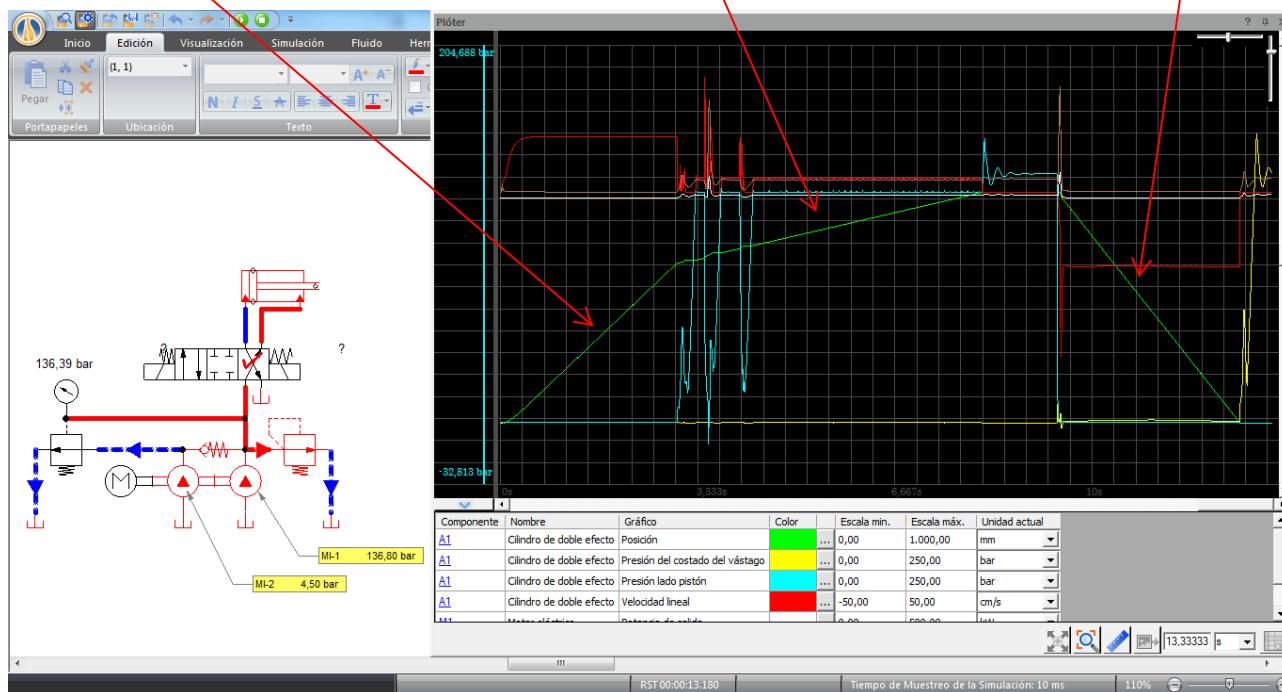 Inicio Edición Visualización Simulación Fluido Herr
(1, 1)
A+ A-
Pegar
N I S A T
Portapapeles Ubicación Texto
Plóter
204,688 bar
-32,813 bar
0s 3,333s 6,667s 10s
? ?
136,39 bar
M
MI-1 136,80 bar
MI-2 4,50 bar
Componente Nombre Gráfico Color Escala min. Escala máx. Unidad actual
A1 Cilindro de doble efecto Posición ... 0,00 1.000,00 mm
A1 Cilindro de doble efecto Presión del costado del vástago ... 0,00 250,00 bar
A1 Cilindro de doble efecto Presión lado pistón ... 0,00 250,00 bar
A1 Cilindro de doble efecto Velocidad lineal ... -50,00 50,00 cm/s
13,33333 s
RST 00:00:13.180 Tiempo de Muestreo de la Simulación: 10 ms 110%